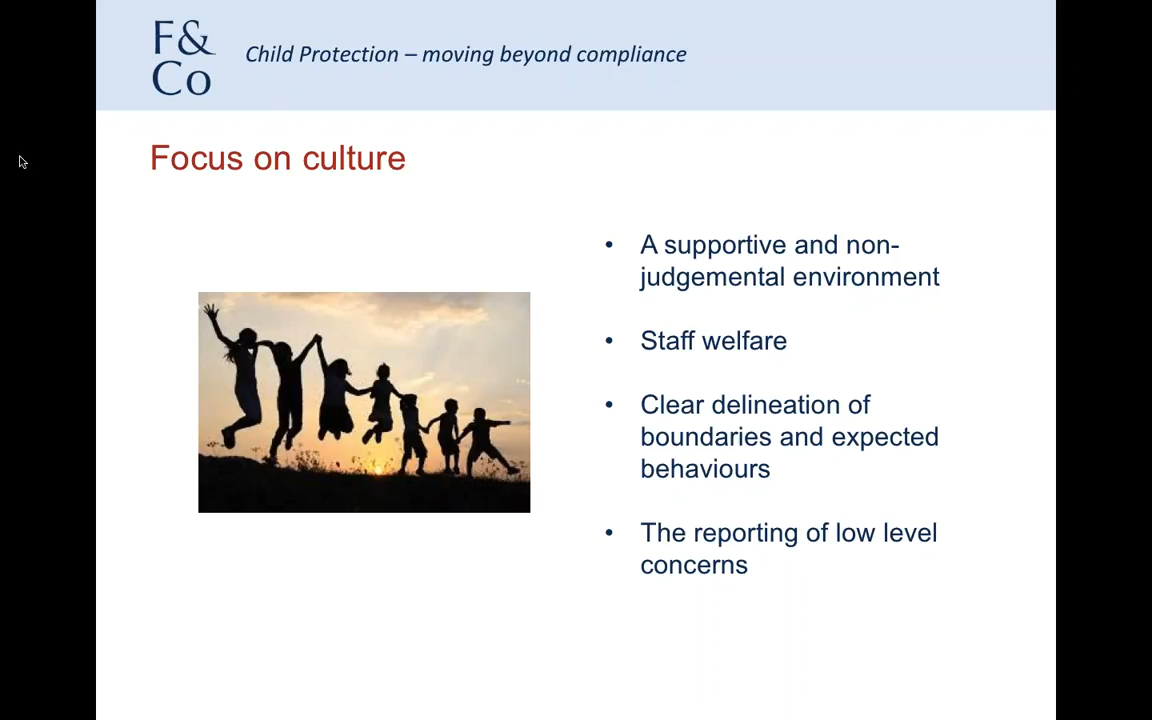 F&
Co
Child Protection – moving beyond compliance
Focus on culture
• A supportive and non-
judgemental environment
• Staff welfare
• Clear delineation of
boundaries and expected
behaviours
• The reporting of low level
concerns